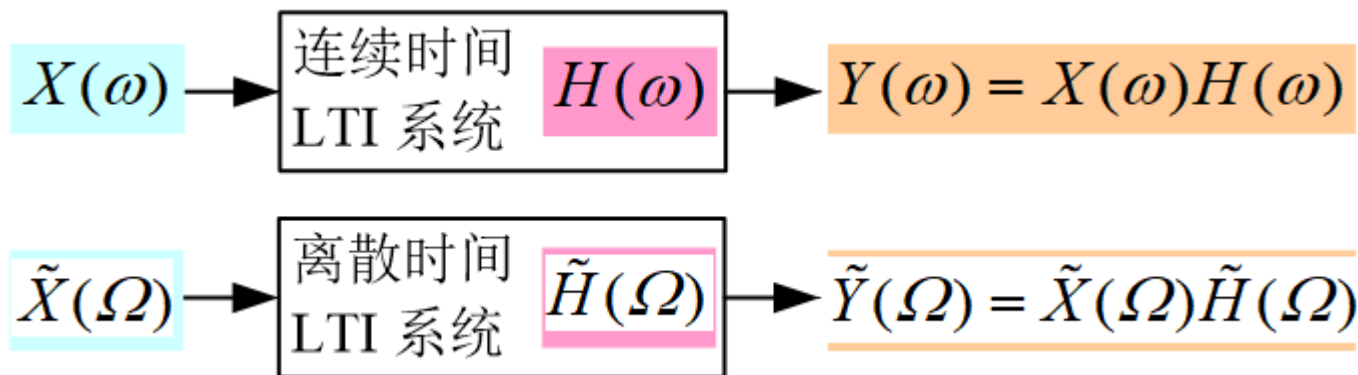 X(ω)
连续时间
LTI 系统
H(ω)
Y(ω) = X(ω)H(ω)
X̃(Ω)
离散时间
LTI 系统
H̃(Ω)
Ỹ(Ω) = X̃(Ω)H̃(Ω)